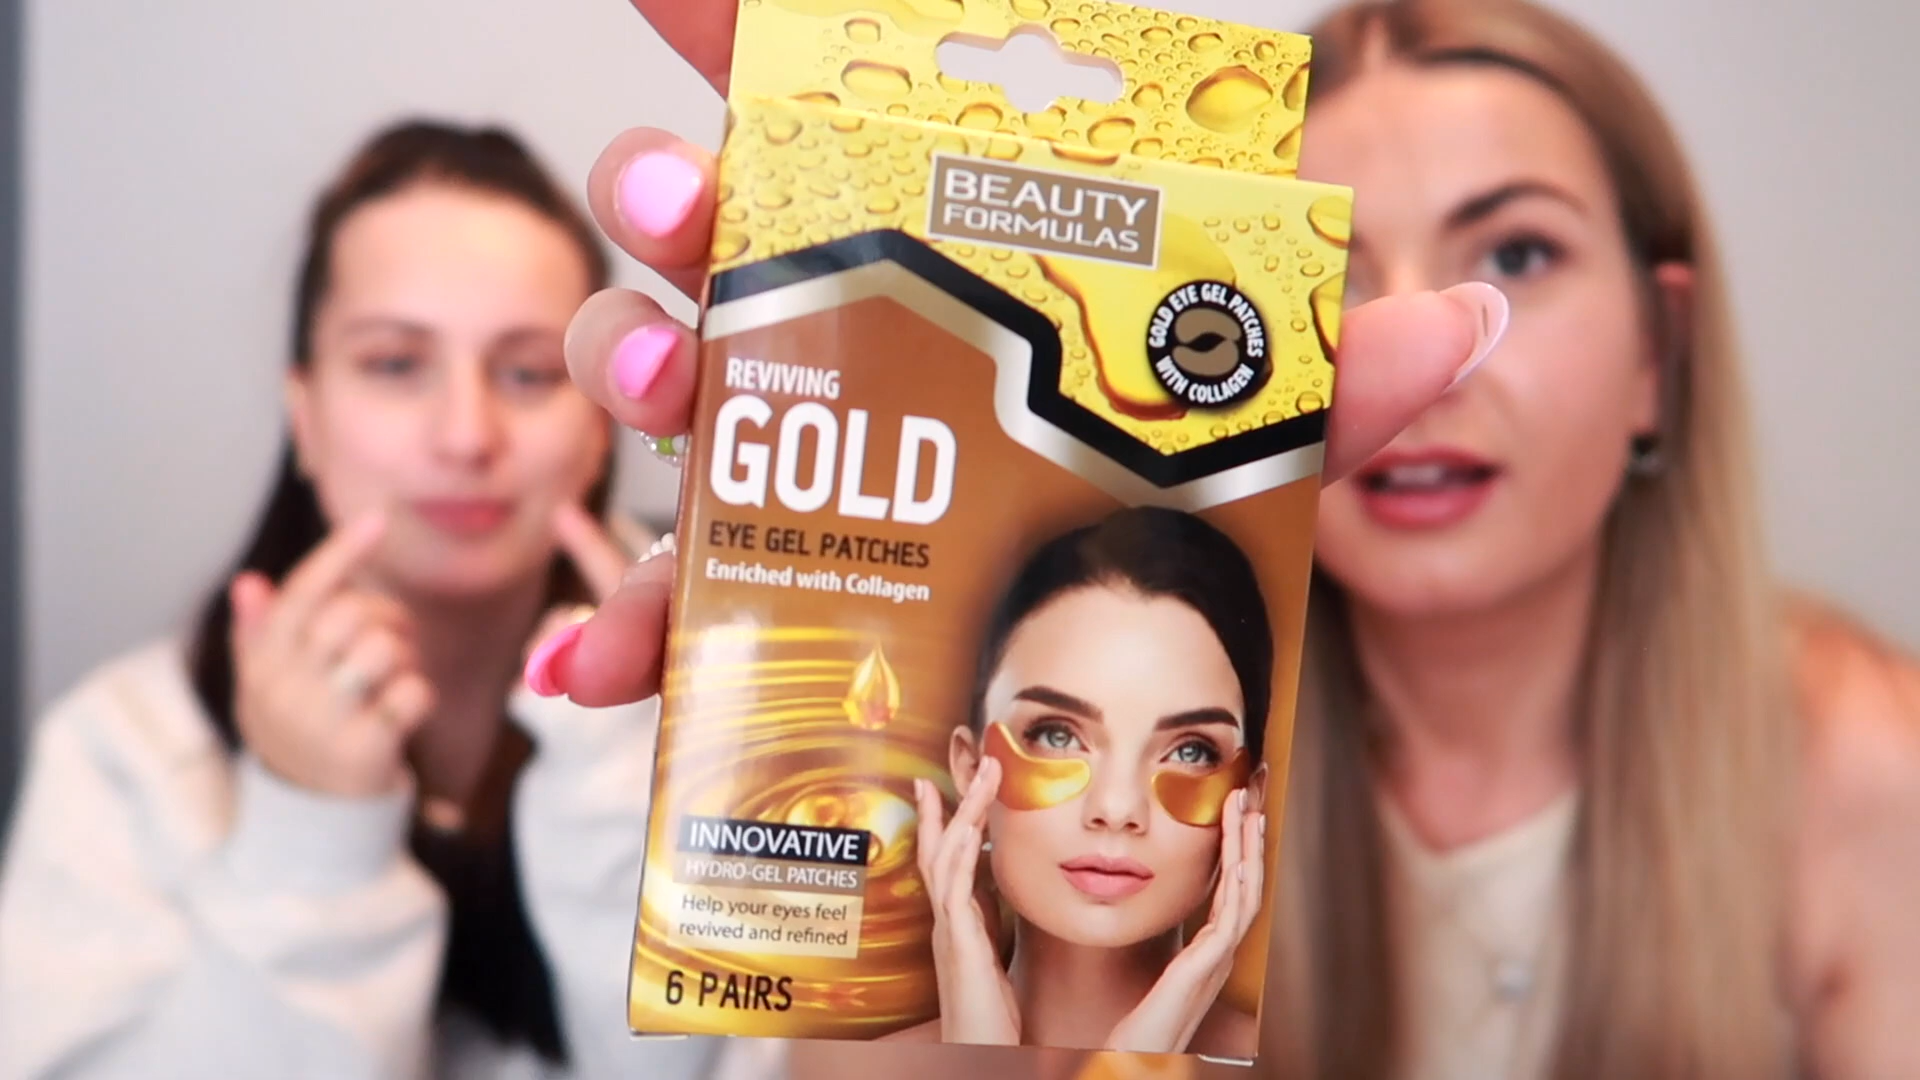 BEAUTY
FORMULAS
GOLD EYE GEL PATCHES
WITH COLLAGEN
REVIVING
GOLD
EYE GEL PATCHES
Enriched with Collagen
INNOVATIVE
HYDRO-GEL PATCHES
Help your eyes feel
revived and refined
6 PAIRS